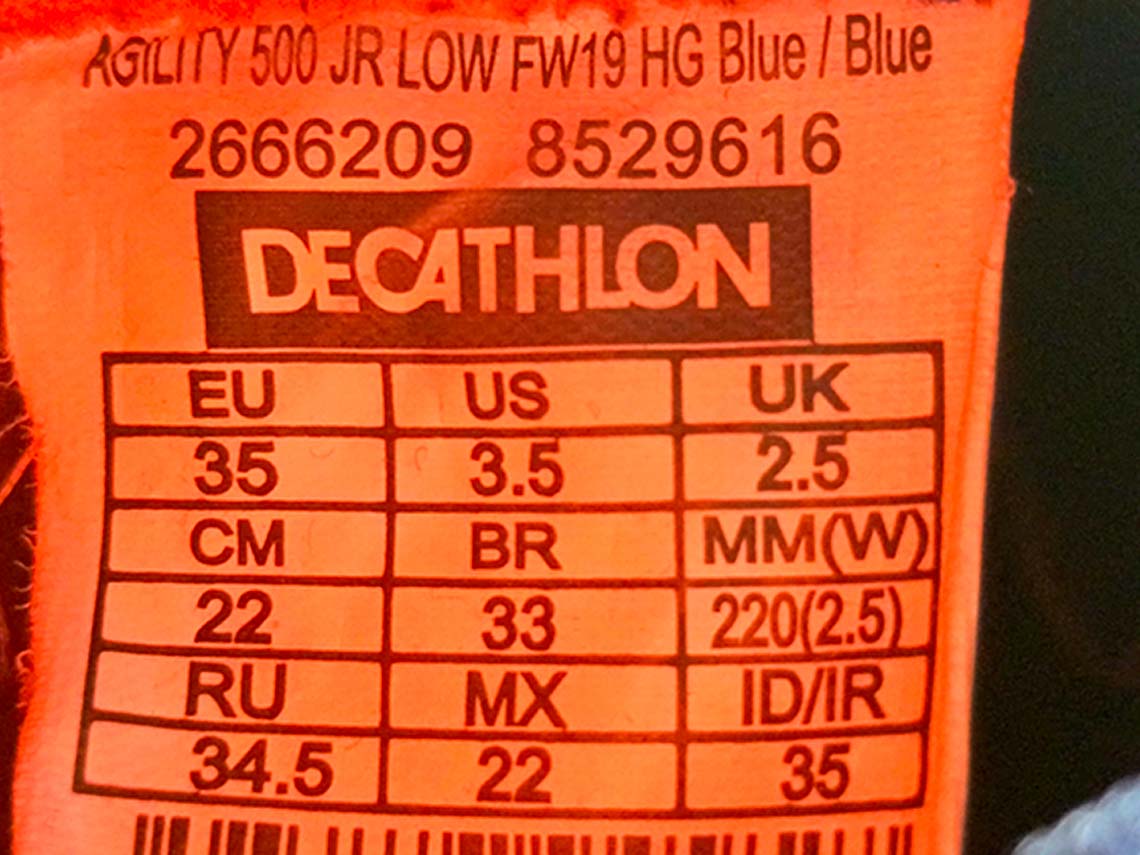 AGILITY 500 JR LOW FW19 HG Blue / Blue
2666209 8529616
DECATHLON
EU US UK
35 3.5 2.5
CM BR MM(W)
22 33 220(2.5)
RU MX ID/IR
34.5 22 35